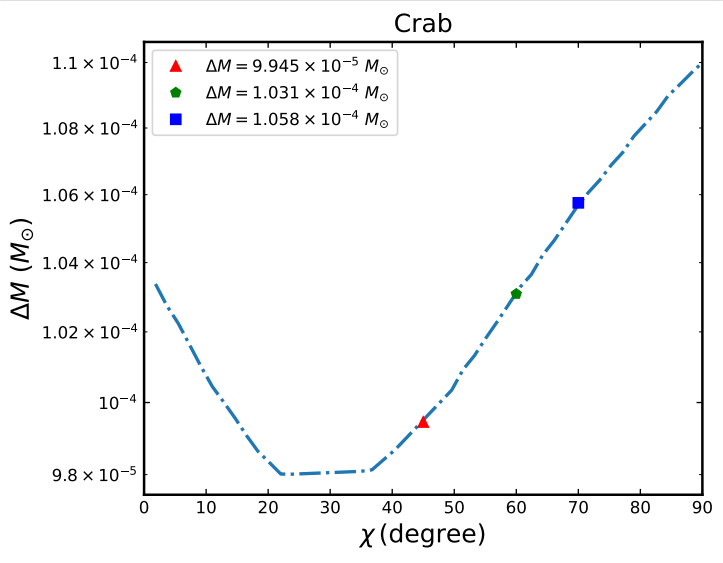 Crab
ΔM = 9.945 × 10⁻⁵ M⊙
ΔM = 1.031 × 10⁻⁴ M⊙
ΔM = 1.058 × 10⁻⁴ M⊙
1.1 × 10⁻⁴
1.08 × 10⁻⁴
1.06 × 10⁻⁴
1.04 × 10⁻⁴
1.02 × 10⁻⁴
10⁻⁴
9.8 × 10⁻⁵
ΔM (M⊙)
0 10 20 30 40 50 60 70 80 90
χ (degree)